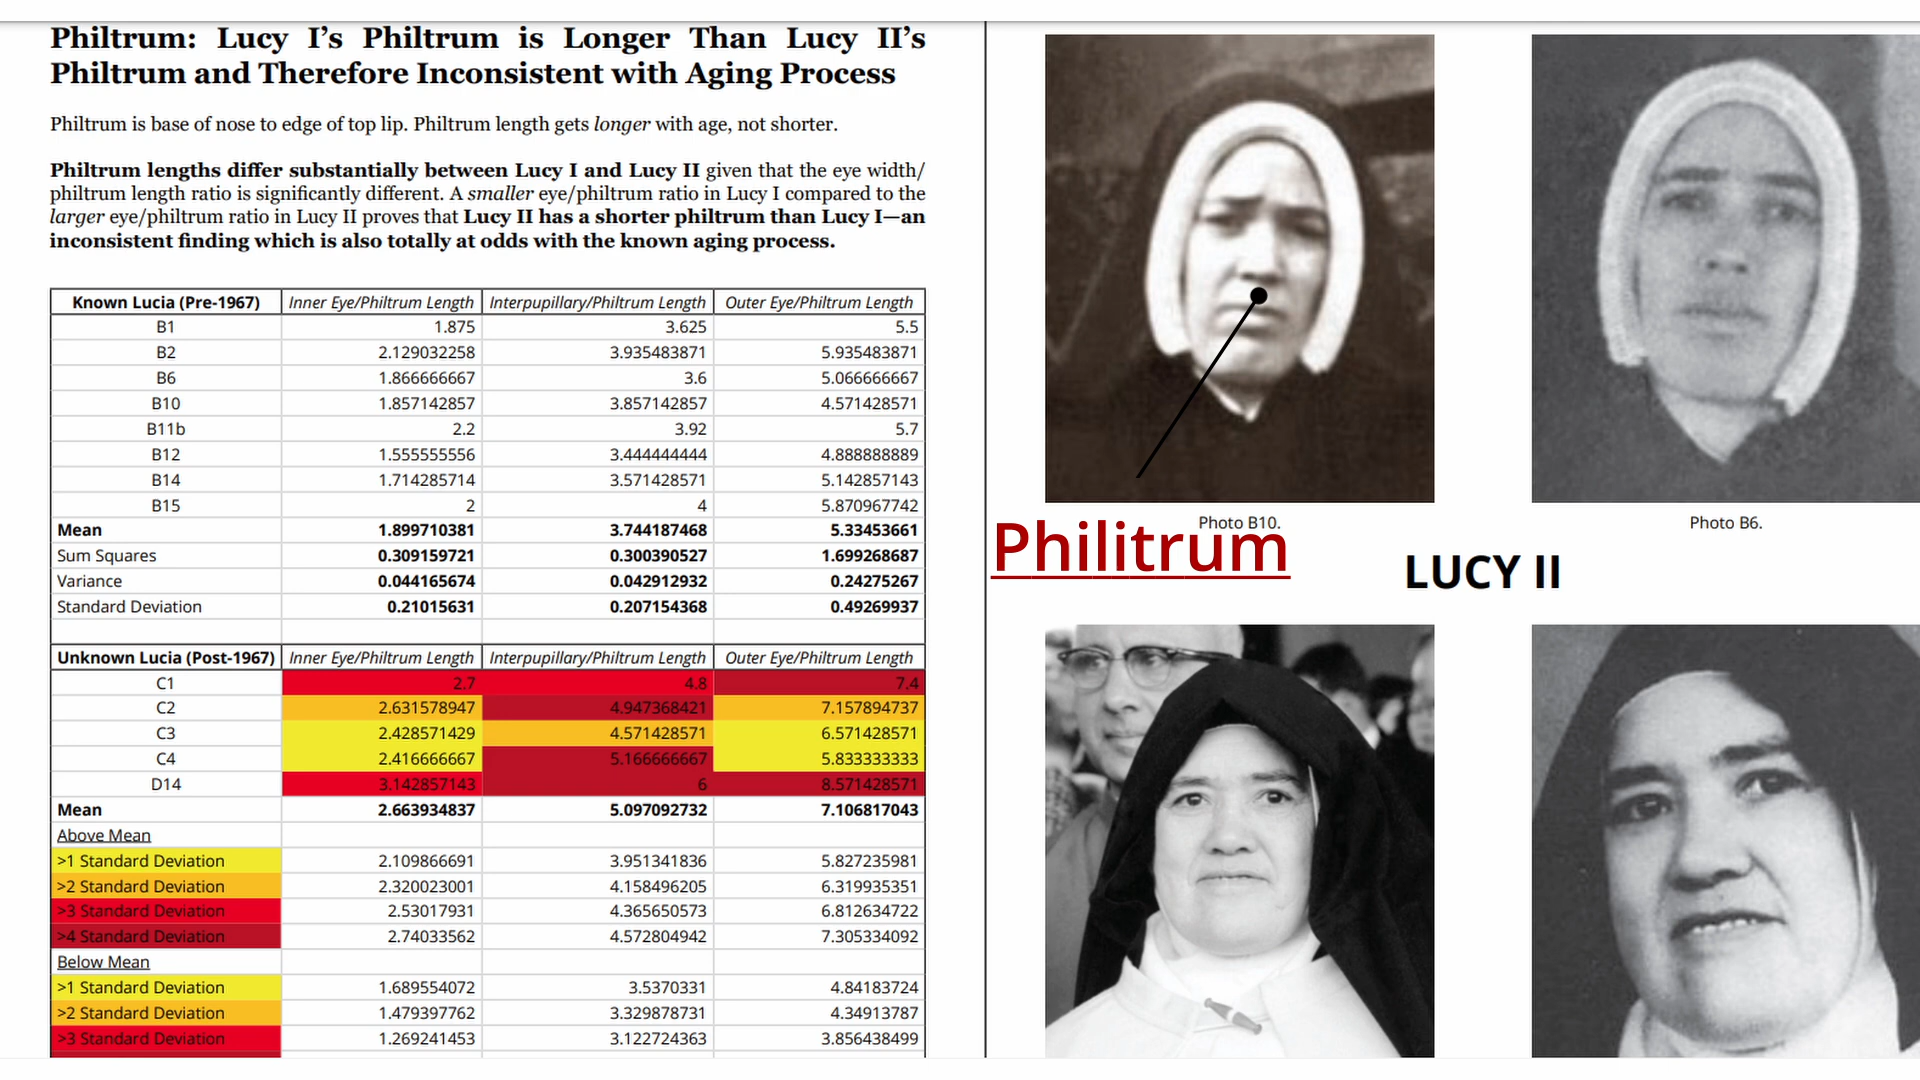 Philtrum: Lucy I’s Philtrum is Longer Than Lucy II’s
Philtrum and Therefore Inconsistent with Aging Process
Philtrum is base of nose to edge of top lip. Philtrum length gets longer with age, not shorter.
Philtrum lengths differ substantially between Lucy I and Lucy II given that the eye width/
philtrum length ratio is significantly different. A smaller eye/philtrum ratio in Lucy I compared to the
larger eye/philtrum ratio in Lucy II proves that Lucy II has a shorter philtrum than Lucy I—an
inconsistent finding which is also totally at odds with the known aging process.
Known Lucia (Pre-1967) Inner Eye/Philtrum Length Interpupillary/Philtrum Length Outer Eye/Philtrum Length
B1 1.875 3.625 5.5
B2 2.129032258 3.935483871 5.935483871
B6 1.866666667 3.6 5.066666667
B10 1.857142857 3.857142857 4.571428571
B11b 2.2 3.92 5.7
B12 1.555555556 3.444444444 4.888888889
B14 1.714285714 3.571428571 5.142857143
B15 2 4 5.870967742
Mean 1.899710381 3.744187468 5.33453661
Sum Squares 0.309159721 0.300390527 1.699268687
Variance 0.044165674 0.042912932 0.24275267
Standard Deviation 0.21015631 0.207154368 0.49269937
Unknown Lucia (Post-1967) Inner Eye/Philtrum Length Interpupillary/Philtrum Length Outer Eye/Philtrum Length
C1 2.7 4.8 7.4
C2 2.631578947 4.947368421 7.157894737
C3 2.428571429 4.571428571 6.571428571
C4 2.416666667 5.166666667 5.833333333
D14 3.142857143 6 8.571428571
Mean 2.663934837 5.097092732 7.106817043
Above Mean
>1 Standard Deviation 2.109866691 3.951341836 5.827235981
>2 Standard Deviation 2.320023001 4.158496205 6.319935351
>3 Standard Deviation 2.53017931 4.365650573 6.812634722
>4 Standard Deviation 2.74033562 4.572804942 7.305334092
Below Mean
>1 Standard Deviation 1.689554072 3.5370331 4.84183724
>2 Standard Deviation 1.479397762 3.329878731 4.34913787
>3 Standard Deviation 1.269241453 3.122724363 3.856438499
Photo B10.
Photo B6.
Philitrum
LUCY II